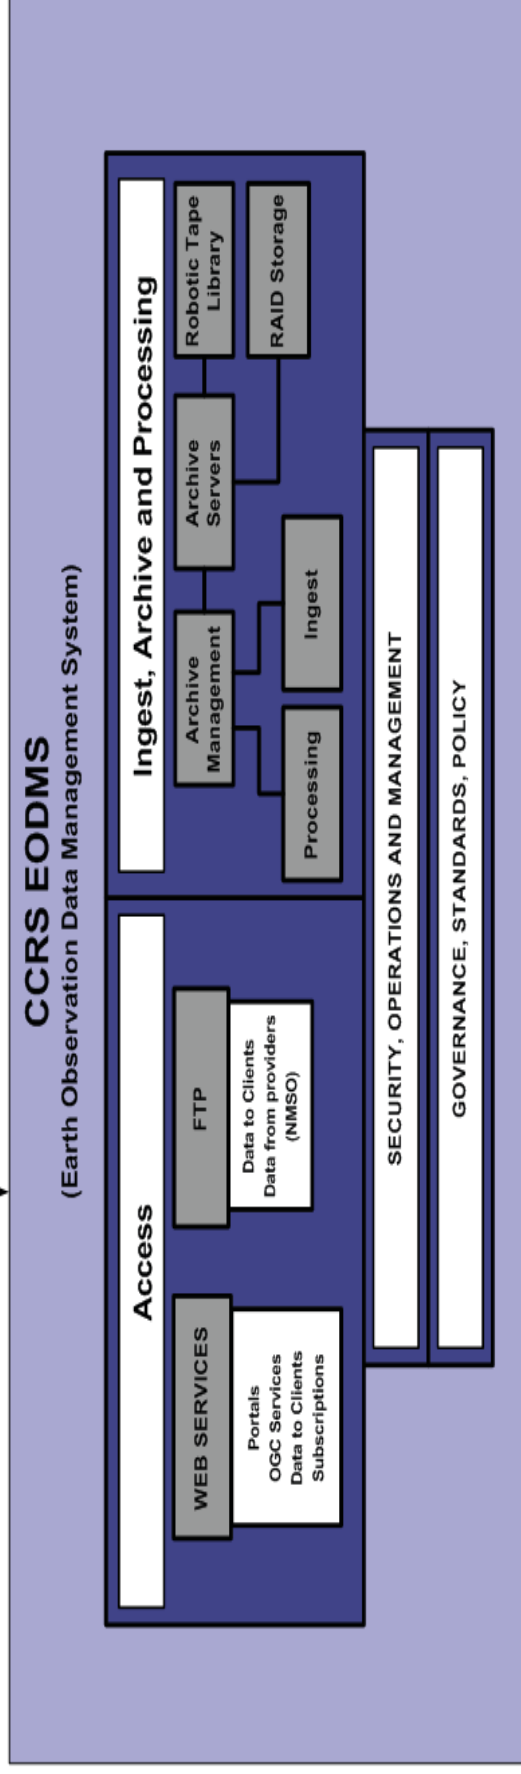 CCRS EODMS
(Earth Observation Data Management System)
Access
WEB SERVICES
Portals
OGC Services
Data to Clients
Subscriptions
FTP
Data to Clients
Data from providers
(NMSO)
Ingest, Archive and Processing
Archive
Management
Archive
Servers
Robotic Tape
Library
RAID Storage
Processing
Ingest
SECURITY, OPERATIONS AND MANAGEMENT
GOVERNANCE, STANDARDS, POLICY